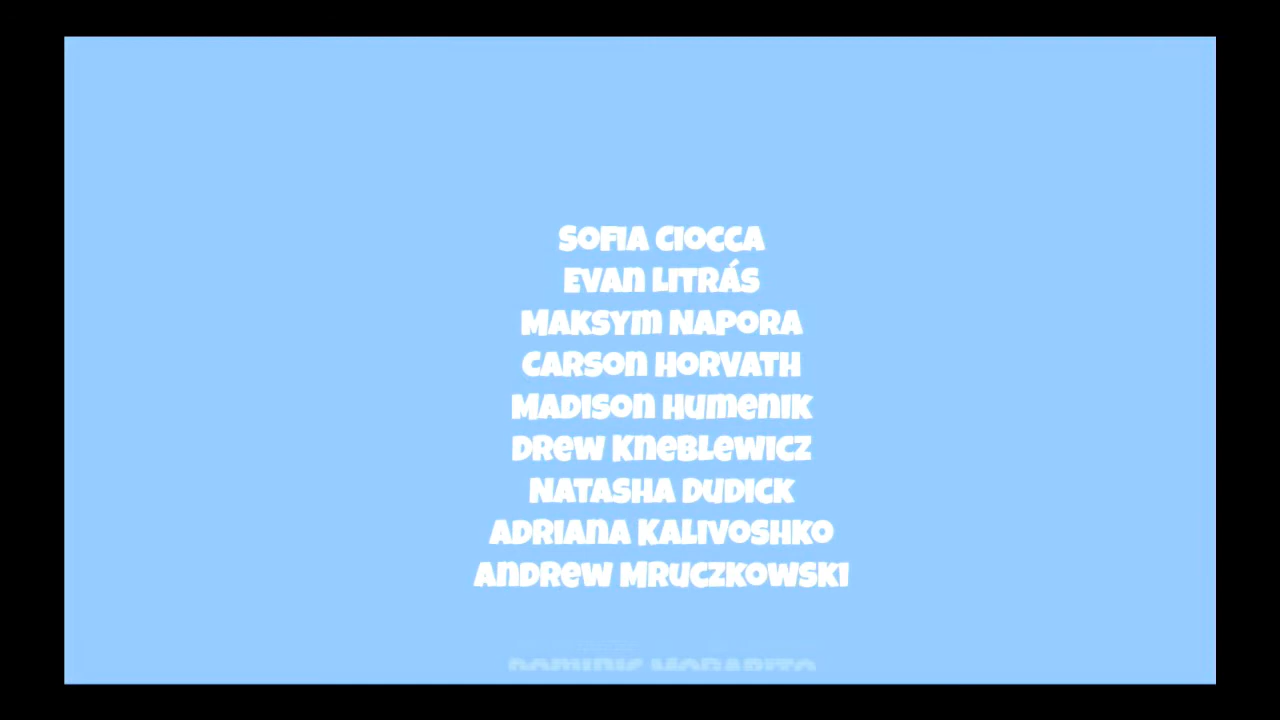 Sofia Ciocca
Evan Litrás
Maksym Napora
Carson Horvath
Madison Humenik
Drew Kneblewicz
Natasha Dudick
Adriana Kalivoshko
Andrew Mruczkowski